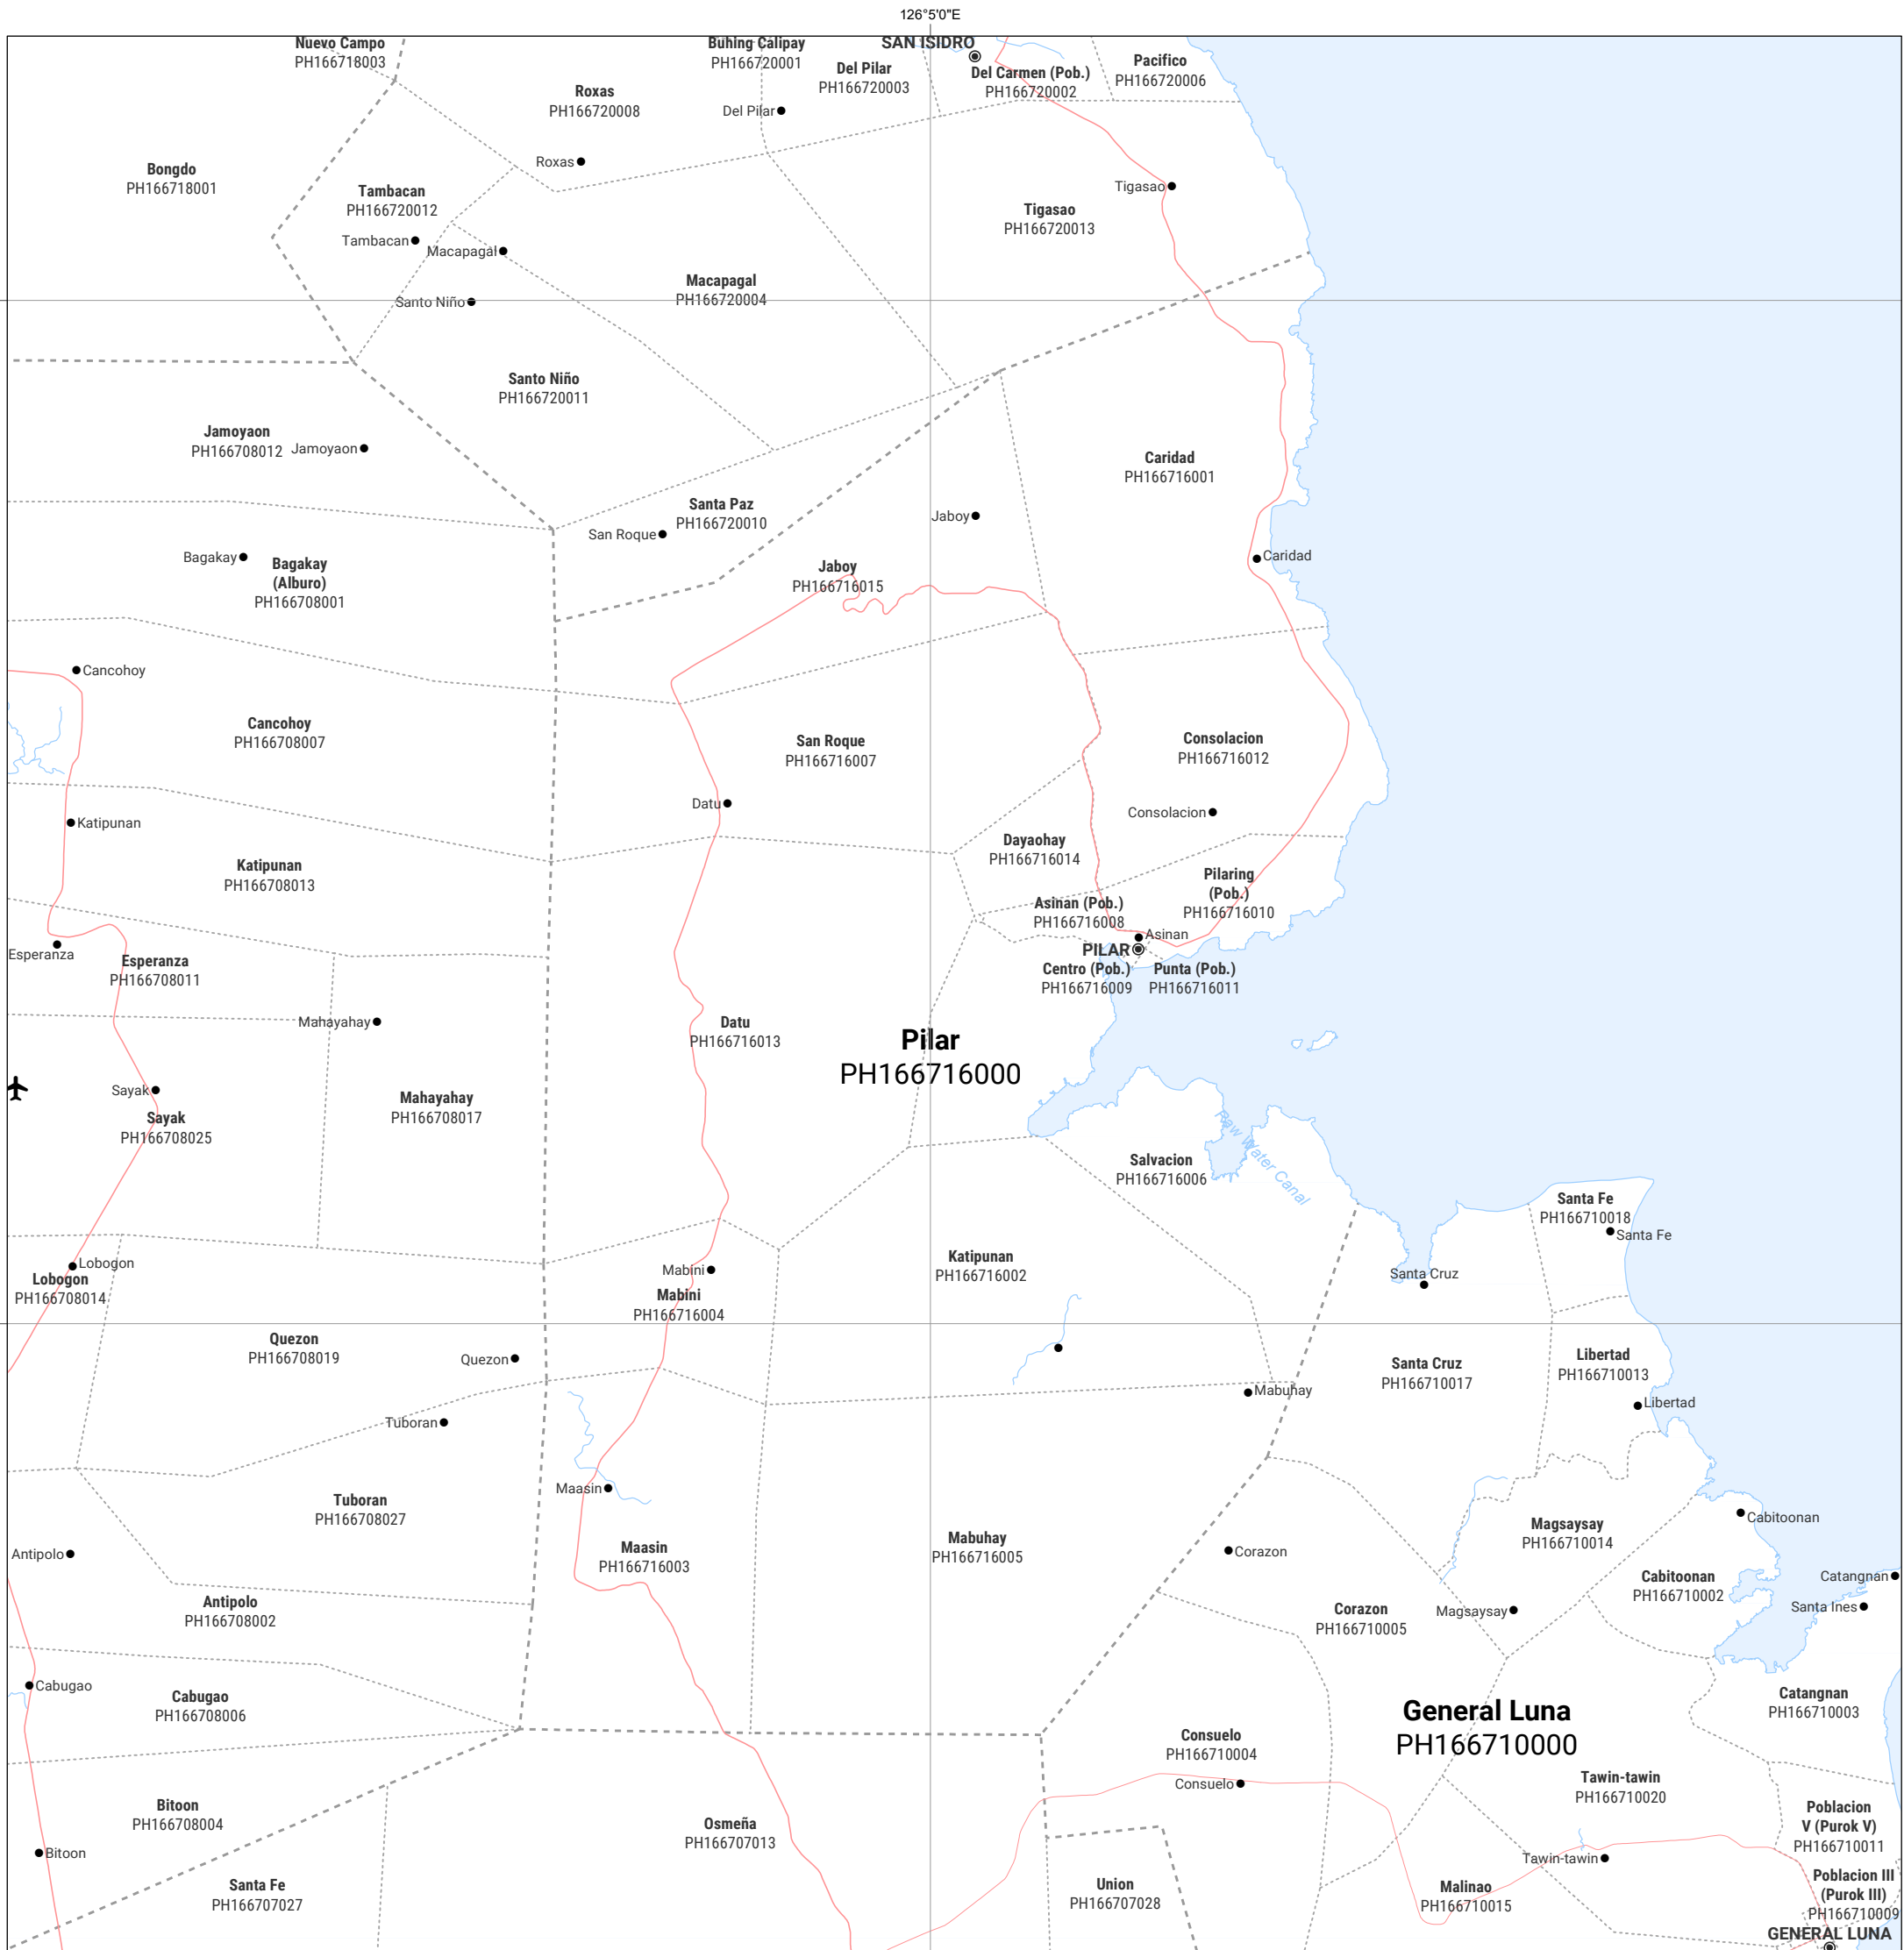 126°5'0"E
Nuevo Campo
PH166718003
Buhing Calipay
PH166720001
SAN ISIDRO
Del Pilar
PH166720003
Del Carmen (Pob.)
PH166720002
Pacifico
PH166720006
Roxas
PH166720008
Del Pilar
Roxas
Bongdo
PH166718001
Tambacan
PH166720012
Tambacan
Macapagal
Tigasao
Tigasao
PH166720013
Macapagal
PH166720004
Santo Niño
Santo Niño
PH166720011
Jamoyaon
PH166708012
Jamoyaon
Caridad
PH166716001
Santa Paz
PH166720010
San Roque
Jaboy
Bagakay
Bagakay
(Alburo)
PH166708001
Jaboy
PH166716015
Caridad
Cancohoy
Cancohoy
PH166708007
San Roque
PH166716007
Consolacion
PH166716012
Datu
Consolacion
Katipunan
Katipunan
PH166708013
Dayaohay
PH166716014
Pilaring
(Pob.)
PH166716010
Asinan (Pob.)
PH166716008
Asinan
PILAR
Esperanza
Esperanza
PH166708011
Centro (Pob.)
PH166716009
Punta (Pob.)
PH166716011
Mahayahay
Datu
PH166716013
Pilar
PH166716000
Sayak
Sayak
PH166708025
Mahayahay
PH166708017
Paw Water Canal
Salvacion
PH166716006
Santa Fe
PH166710018
Santa Fe
Lobogon
Lobogon
PH166708014
Mabini
Mabini
PH166716004
Katipunan
PH166716002
Santa Cruz
Quezon
PH166708019
Quezon
Santa Cruz
PH166710017
Libertad
PH166710013
Libertad
Mabuhay
Tuboran
Maasin
Tuboran
PH166708027
Cabitoonan
Magsaysay
PH166710014
Antipolo
Maasin
PH166716003
Mabuhay
PH166716005
Corazon
Catangnan
Cabitoonan
PH166710002
Antipolo
PH166708002
Corazon
PH166710005
Magsaysay
Santa Ines
Cabugao
Cabugao
PH166708006
General Luna
PH166710000
Catangnan
PH166710003
Consuelo
PH166710004
Consuelo
Tawin-tawin
PH166710020
Bitoon
PH166708004
Bitoon
Osmeña
PH166707013
Poblacion
V (Purok V)
PH166710011
Tawin-tawin
Santa Fe
PH166707027
Union
PH166707028
Malinao
PH166710015
Poblacion III
(Purok III)
PH166710009
GENERAL LUNA